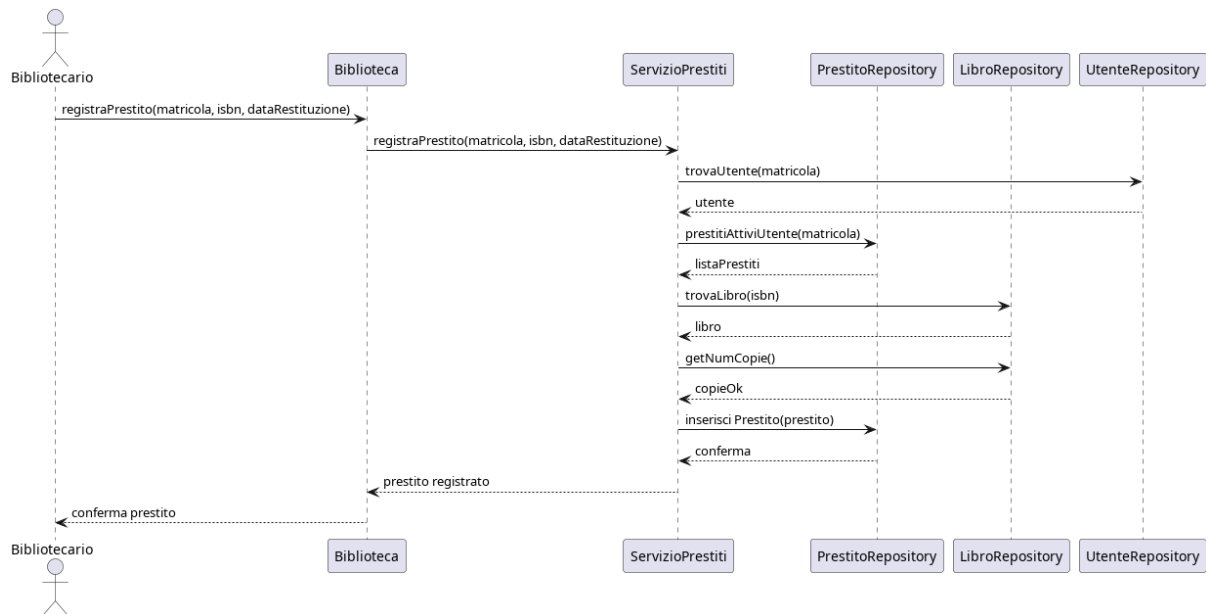 Bibliotecario
Biblioteca
ServizioPrestiti
PrestitoRepository
LibroRepository
UtenteRepository
registraPrestito(matricola, isbn, dataRestituzione)
registraPrestito(matricola, isbn, dataRestituzione)
trovaUtente(matricola)
utente
prestitiAttiviUtente(matricola)
listaPrestiti
trovaLibro(isbn)
libro
getNumCopie()
copieOk
inserisci Prestito(prestito)
conferma
prestito registrato
conferma prestito
Bibliotecario
Biblioteca
ServizioPrestiti
PrestitoRepository
LibroRepository
UtenteRepository